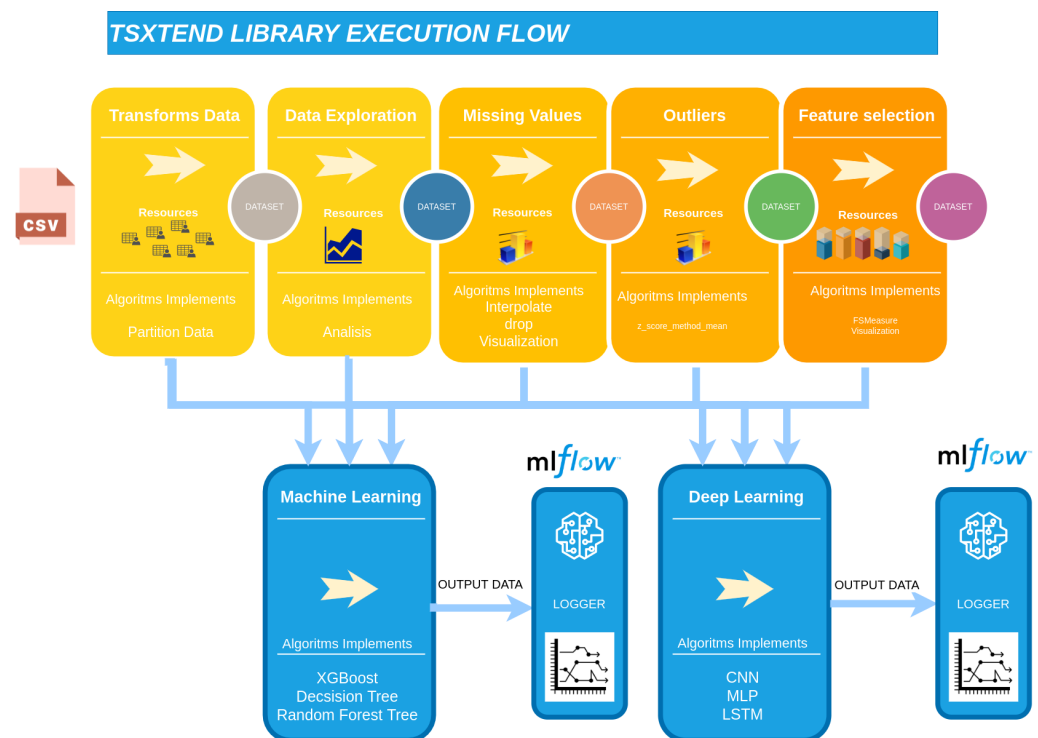 TSXTEND LIBRARY EXECUTION FLOW
csv
Transforms Data
Resources
Algoritms Implements
Partition Data
DATASET
Data Exploration
Resources
Algoritms Implements
Analisis
DATASET
Missing Values
Resources
Algoritms Implements
Interpolate
drop
Visualization
DATASET
Outliers
Resources
Algoritms Implements
z_score_method_mean
DATASET
Feature selection
Resources
Algoritms Implements
FSMeasure
Visualization
DATASET
Machine Learning
Algoritms Implements
XGBoost
Decsision Tree
Random Forest Tree
OUTPUT DATA
mlflow™
LOGGER
Deep Learning
Algoritms Implements
CNN
MLP
LSTM
OUTPUT DATA
mlflow™
LOGGER